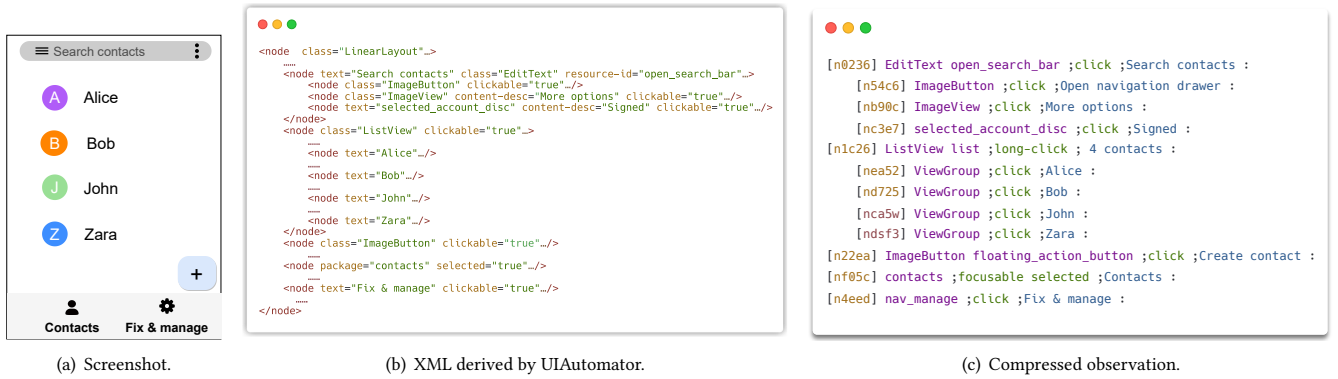 Search contacts
A Alice
B Bob
J John
Z Zara
+
Contacts Fix & manage
(a) Screenshot.
<node class="LinearLayout"…>
……
<node text="Search contacts" class="EditText" resource-id="open_search_bar"…>
<node class="ImageButton" clickable="true"…/>
<node class="ImageView" content-desc="More options" clickable="true"…/>
<node text="selected_account_disc" content-desc="Signed" clickable="true"…/>
</node>
<node class="ListView" clickable="true"…>
……
<node text="Alice"…/>
……
<node text="Bob"…/>
……
<node text="John"…/>
……
<node text="Zara"…/>
</node>
<node class="ImageButton" clickable="true"…/>
……
<node package="contacts" selected="true"…/>
……
<node text="Fix & manage" clickable="true"…/>
……
</node>
(b) XML derived by UIAutomator.
[n0236] EditText open_search_bar ;click ;Search contacts :
[n54c6] ImageButton ;click ;Open navigation drawer :
[nb90c] ImageView ;click ;More options :
[nc3e7] selected_account_disc ;click ;Signed :
[n1c26] ListView list ;long-click ; 4 contacts :
[nea52] ViewGroup ;click ;Alice :
[nd725] ViewGroup ;click ;Bob :
[nca5w] ViewGroup ;click ;John :
[ndsf3] ViewGroup ;click ;Zara :
[n22ea] ImageButton floating_action_button ;click ;Create contact :
[nf05c] contacts ;focusable selected ;Contacts :
[n4eed] nav_manage ;click ;Fix & manage :
(c) Compressed observation.